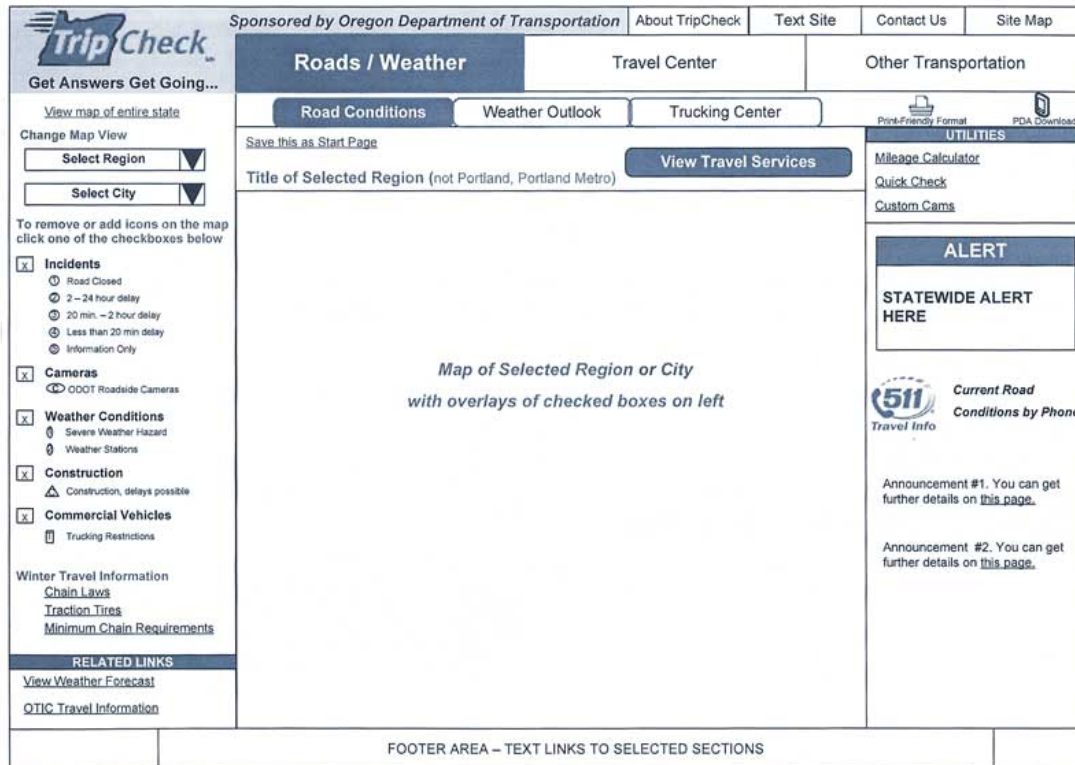 Sponsored by Oregon Department of Transportation
About TripCheck
Text Site
Contact Us
Site Map
Trip Check
Get Answers Get Going...
Roads / Weather
Travel Center
Other Transportation
View map of entire state
Change Map View
Select Region
Select City
To remove or add icons on the map
click one of the checkboxes below
x Incidents
1 Road Closed
2 2 – 24 hour delay
3 20 min. – 2 hour delay
4 Less than 20 min delay
5 Information Only
x Cameras
C ODOT Roadside Cameras
x Weather Conditions
Severe Weather Hazard
Weather Stations
x Construction
Construction, delays possible
x Commercial Vehicles
Trucking Restrictions
Winter Travel Information
Chain Laws
Traction Tires
Minimum Chain Requirements
RELATED LINKS
View Weather Forecast
OTIC Travel Information
Road Conditions
Weather Outlook
Trucking Center
Print-Friendly Format
PDA Download
Save this as Start Page
Title of Selected Region (not Portland, Portland Metro)
View Travel Services
Map of Selected Region or City
with overlays of checked boxes on left
UTILITIES
Mileage Calculator
Quick Check
Custom Cams
ALERT
STATEWIDE ALERT
HERE
511
Travel Info
Current Road
Conditions by Phone
Announcement #1. You can get
further details on this page.
Announcement #2. You can get
further details on this page.
FOOTER AREA – TEXT LINKS TO SELECTED SECTIONS